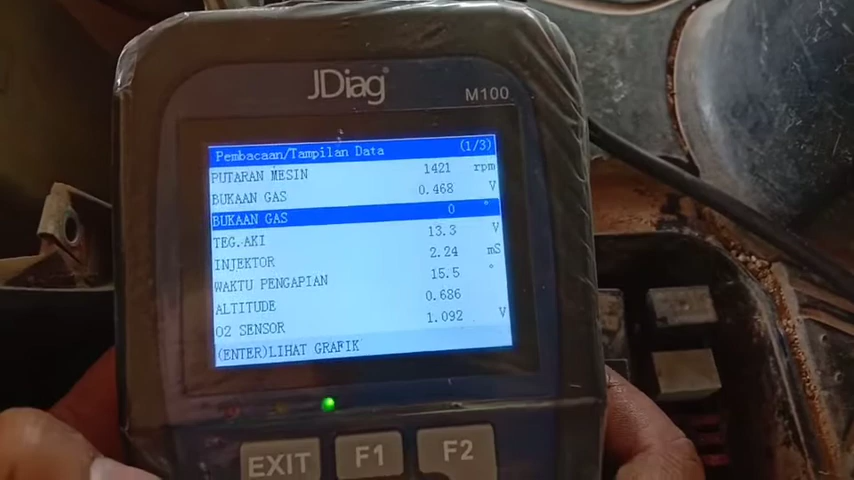 JDiag®
M100
Pembacaan/Tampilan Data (1/3)
PUTARAN MESIN 1421 rpm
BUKAAN GAS 0.468 V
BUKAAN GAS 0 °
TEG.AKI 13.3 V
INJEKTOR 2.24 mS
WAKTU PENGAPIAN 15.5 °
ALTITUDE 0.686
O2 SENSOR 1.092 V
(ENTER)LIHAT GRAFIK
EXIT F1 F2